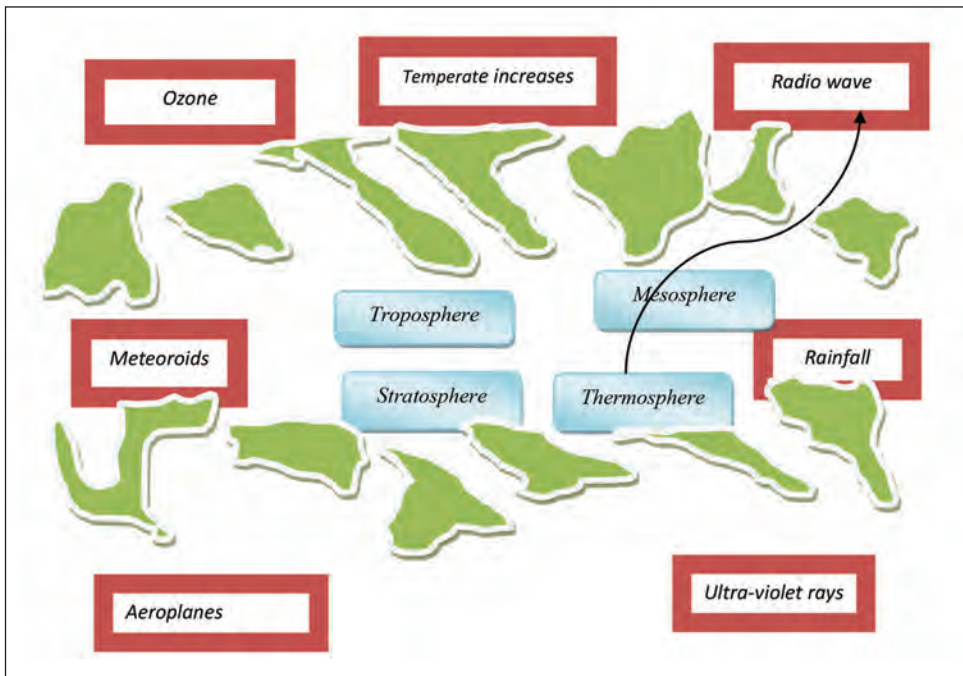 Ozone
Temperate increases
Radio wave
Troposphere
Mesosphere
Meteoroids
Rainfall
Stratosphere
Thermosphere
Aeroplanes
Ultra-violet rays